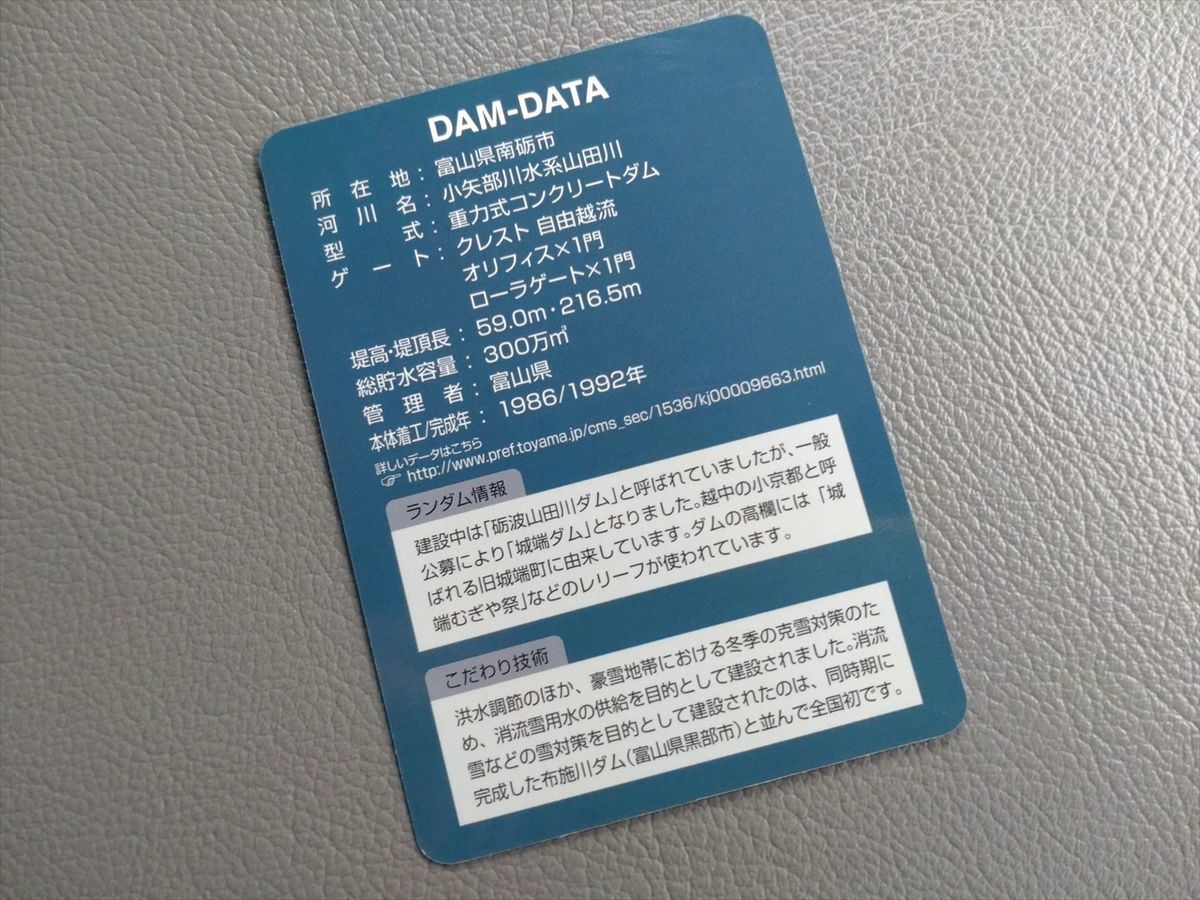 DAM-DATA
所在地：富山県南砺市
河川名：小矢部川水系山田川
型式：重力式コンクリートダム
ゲート：クレスト 自由越流
オリフィス×1門
ローラゲート×1門
堤高・堤頂長：59.0m・216.5m
総貯水容量：300万㎥
管理者：富山県
本体着工/完成年：1986/1992年
詳しいデータはこちら
☞ http://www.pref.toyama.jp/cms_sec/1536/kj00009663.html
ランダム情報
建設中は「砺波山田川ダム」と呼ばれていましたが、一般
公募により「城端ダム」となりました。越中の小京都と呼
ばれる旧城端町に由来しています。ダムの高欄には「城
端むぎや祭」などのレリーフが使われています。
こだわり技術
洪水調節のほか、豪雪地帯における冬季の克雪対策のた
め、消流雪用水の供給を目的として建設されました。消流
雪などの雪対策を目的として建設されたのは、同時期に
完成した布施川ダム(富山県黒部市)と並んで全国初です。